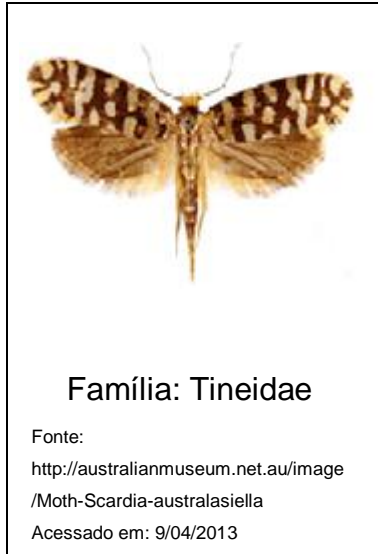 Família: Tineidae
Fonte:
http://australianmuseum.net.au/image
/Moth-Scardia-australasiella
Acessado em: 9/04/2013